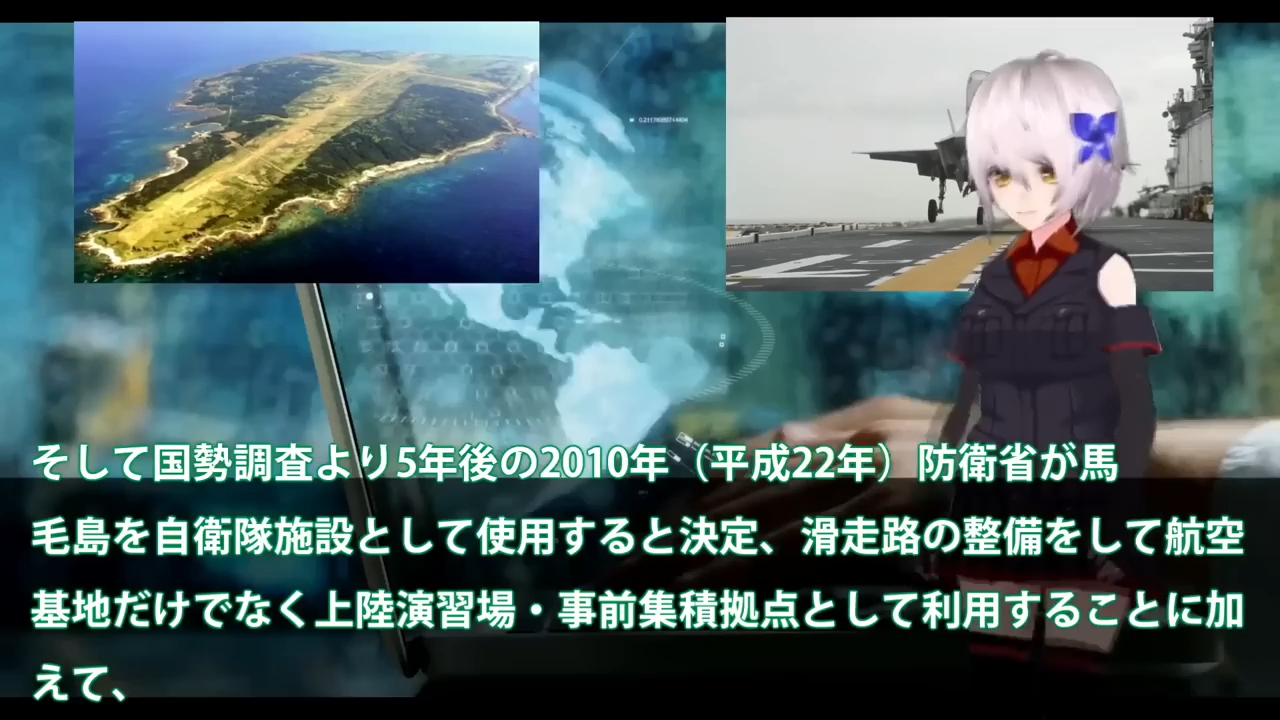 そして国勢調査より5年後の2010年（平成22年）防衛省が馬
毛島を自衛隊施設として使用すると決定、滑走路の整備をして航空
基地だけでなく上陸演習場・事前集積拠点として利用することに加
えて、